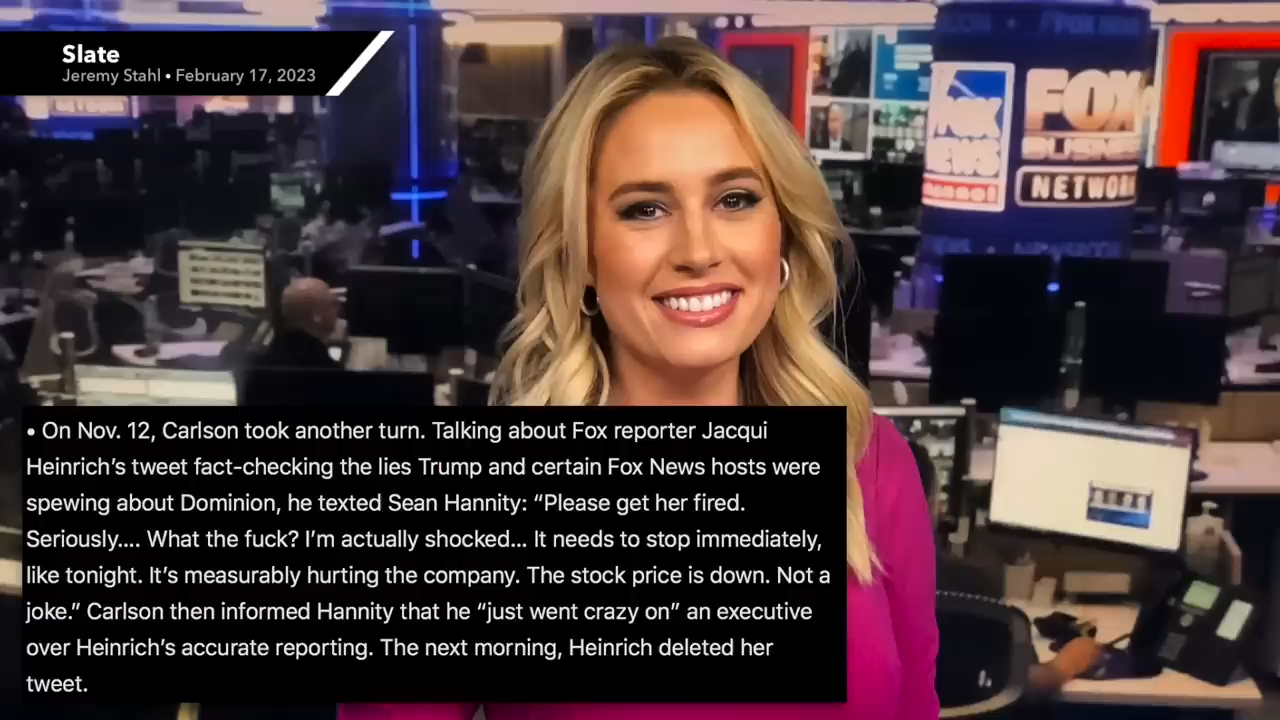 Slate
Jeremy Stahl • February 17, 2023
FOX
NEWS
channel
FOX
BUSINESS
NETWORK
• On Nov. 12, Carlson took another turn. Talking about Fox reporter Jacqui
Heinrich’s tweet fact-checking the lies Trump and certain Fox News hosts were
spewing about Dominion, he texted Sean Hannity: “Please get her fired.
Seriously.... What the fuck? I’m actually shocked... It needs to stop immediately,
like tonight. It’s measurably hurting the company. The stock price is down. Not a
joke.” Carlson then informed Hannity that he “just went crazy on” an executive
over Heinrich’s accurate reporting. The next morning, Heinrich deleted her
tweet.